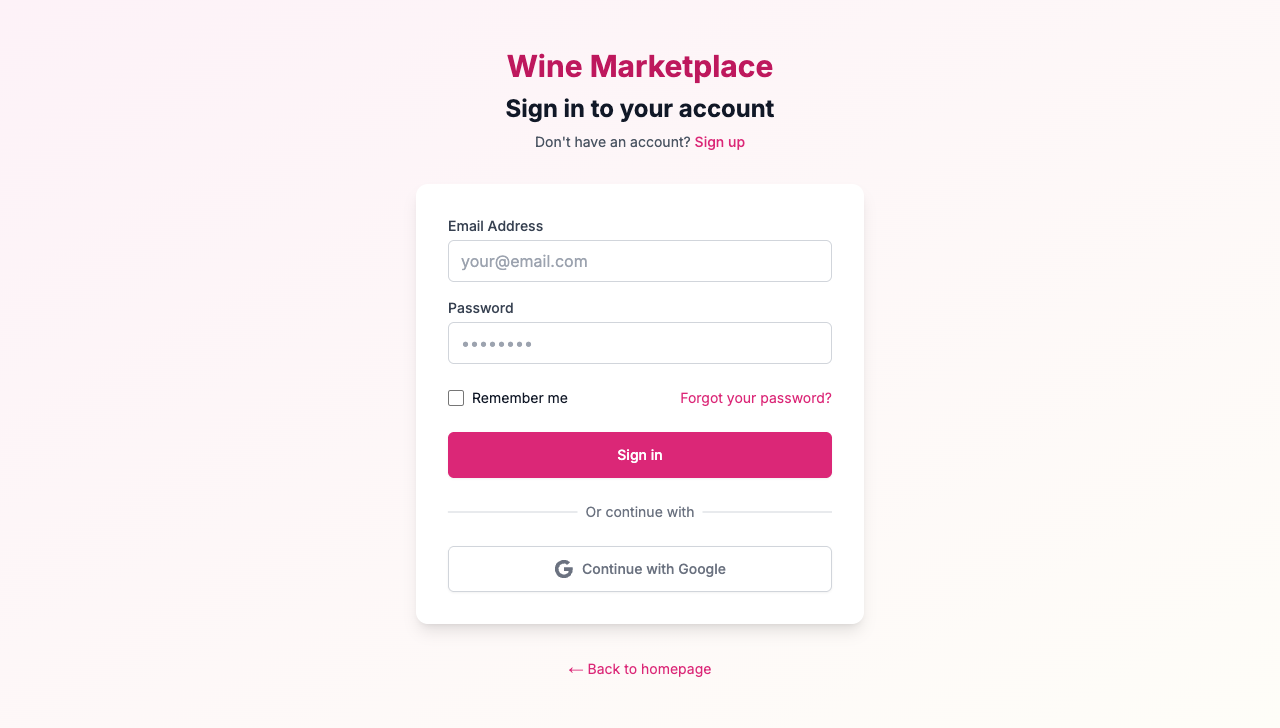 Wine Marketplace
Sign in to your account
Don't have an account? Sign up
Email Address
your@email.com
Password
••••••••
Remember me
Forgot your password?
Sign in
Or continue with
Continue with Google
← Back to homepage